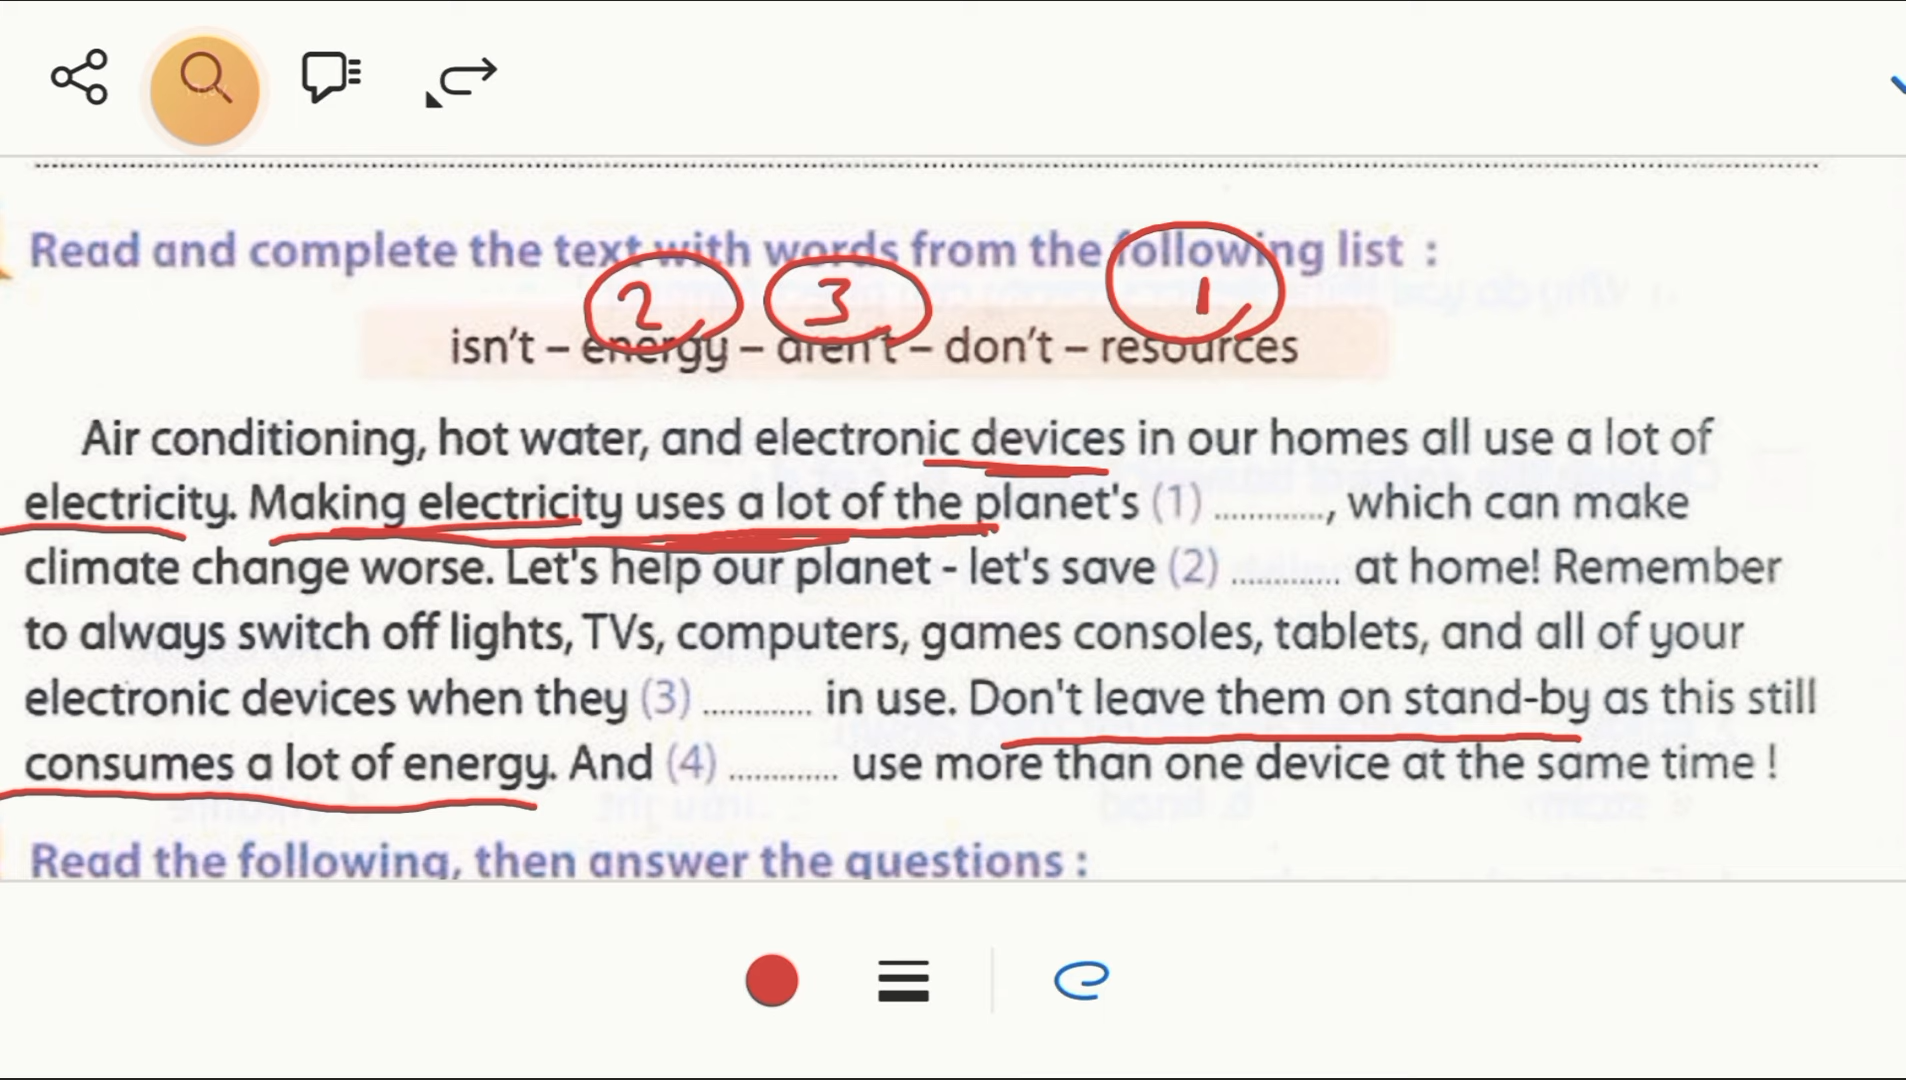 Read and complete the text with words from the following list :
2 3 1
isn't – energy – aren't – don't – resources
Air conditioning, hot water, and electronic devices in our homes all use a lot of
electricity. Making electricity uses a lot of the planet's (1) ............., which can make
climate change worse. Let's help our planet - let's save (2) ............. at home! Remember
to always switch off lights, TVs, computers, games consoles, tablets, and all of your
electronic devices when they (3) ............. in use. Don't leave them on stand-by as this still
consumes a lot of energy. And (4) ............. use more than one device at the same time !
Read the following, then answer the questions :